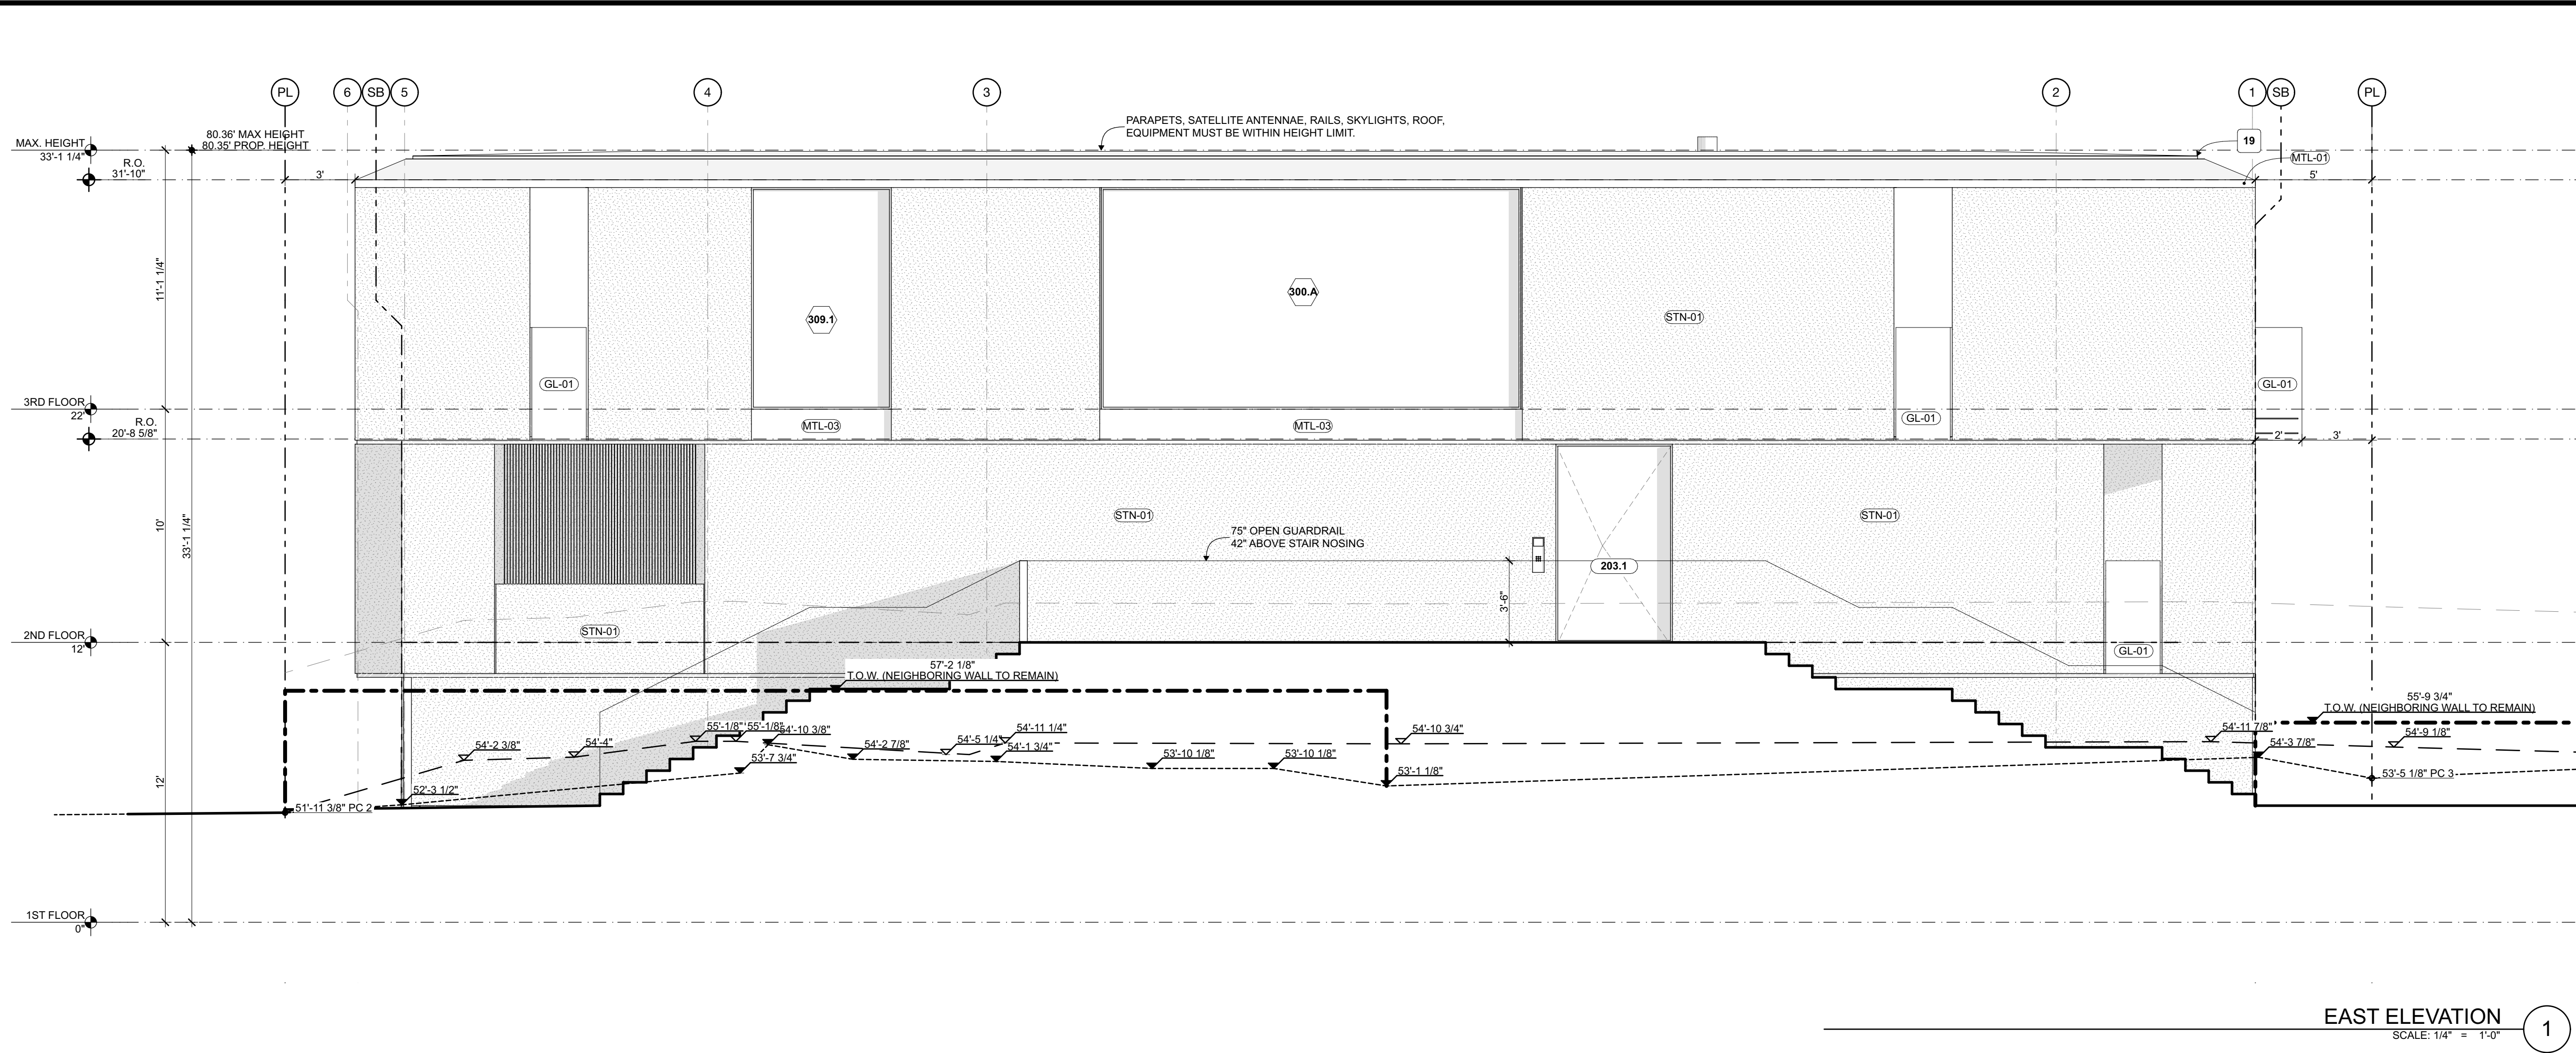 PL 6 SB 5 4 3 2 1 SB PL
PARAPETS, SATELLITE ANTENNAE, RAILS, SKYLIGHTS, ROOF,
EQUIPMENT MUST BE WITHIN HEIGHT LIMIT.
80.36' MAX HEIGHT
80.35' PROP. HEIGHT
MAX. HEIGHT
33'-1 1/4"
R.O.
31'-10"
3'
19
MTL-01
5'
11'-1 1/4"
300.A
309.1
STN-01
GL-01
GL-01
GL-01
3RD FLOOR
22'
R.O.
20'-8 5/8"
MTL-03
MTL-03
2'
3'
10'
33'-1 1/4"
STN-01
STN-01
75" OPEN GUARDRAIL
42" ABOVE STAIR NOSING
203.1
3'-6"
STN-01
2ND FLOOR
12'
GL-01
57'-2 1/8"
T.O.W. (NEIGHBORING WALL TO REMAIN)
55'-9 3/4"
T.O.W. (NEIGHBORING WALL TO REMAIN)
55'-1/8"
55'-1/8"
54'-10 3/8"
54'-11 1/4"
54'-10 3/4"
54'-11 7/8"
54'-9 1/8"
54'-2 3/8"
54'-4"
54'-2 7/8"
54'-5 1/4"
54'-1 3/4"
54'-3 7/8"
53'-7 3/4"
53'-10 1/8"
53'-10 1/8"
53'-1 1/8"
53'-5 1/8" PC 3
12'
52'-3 1/2"
51'-11 3/8" PC 2
1ST FLOOR
0"
EAST ELEVATION
SCALE: 1/4" = 1'-0"
1